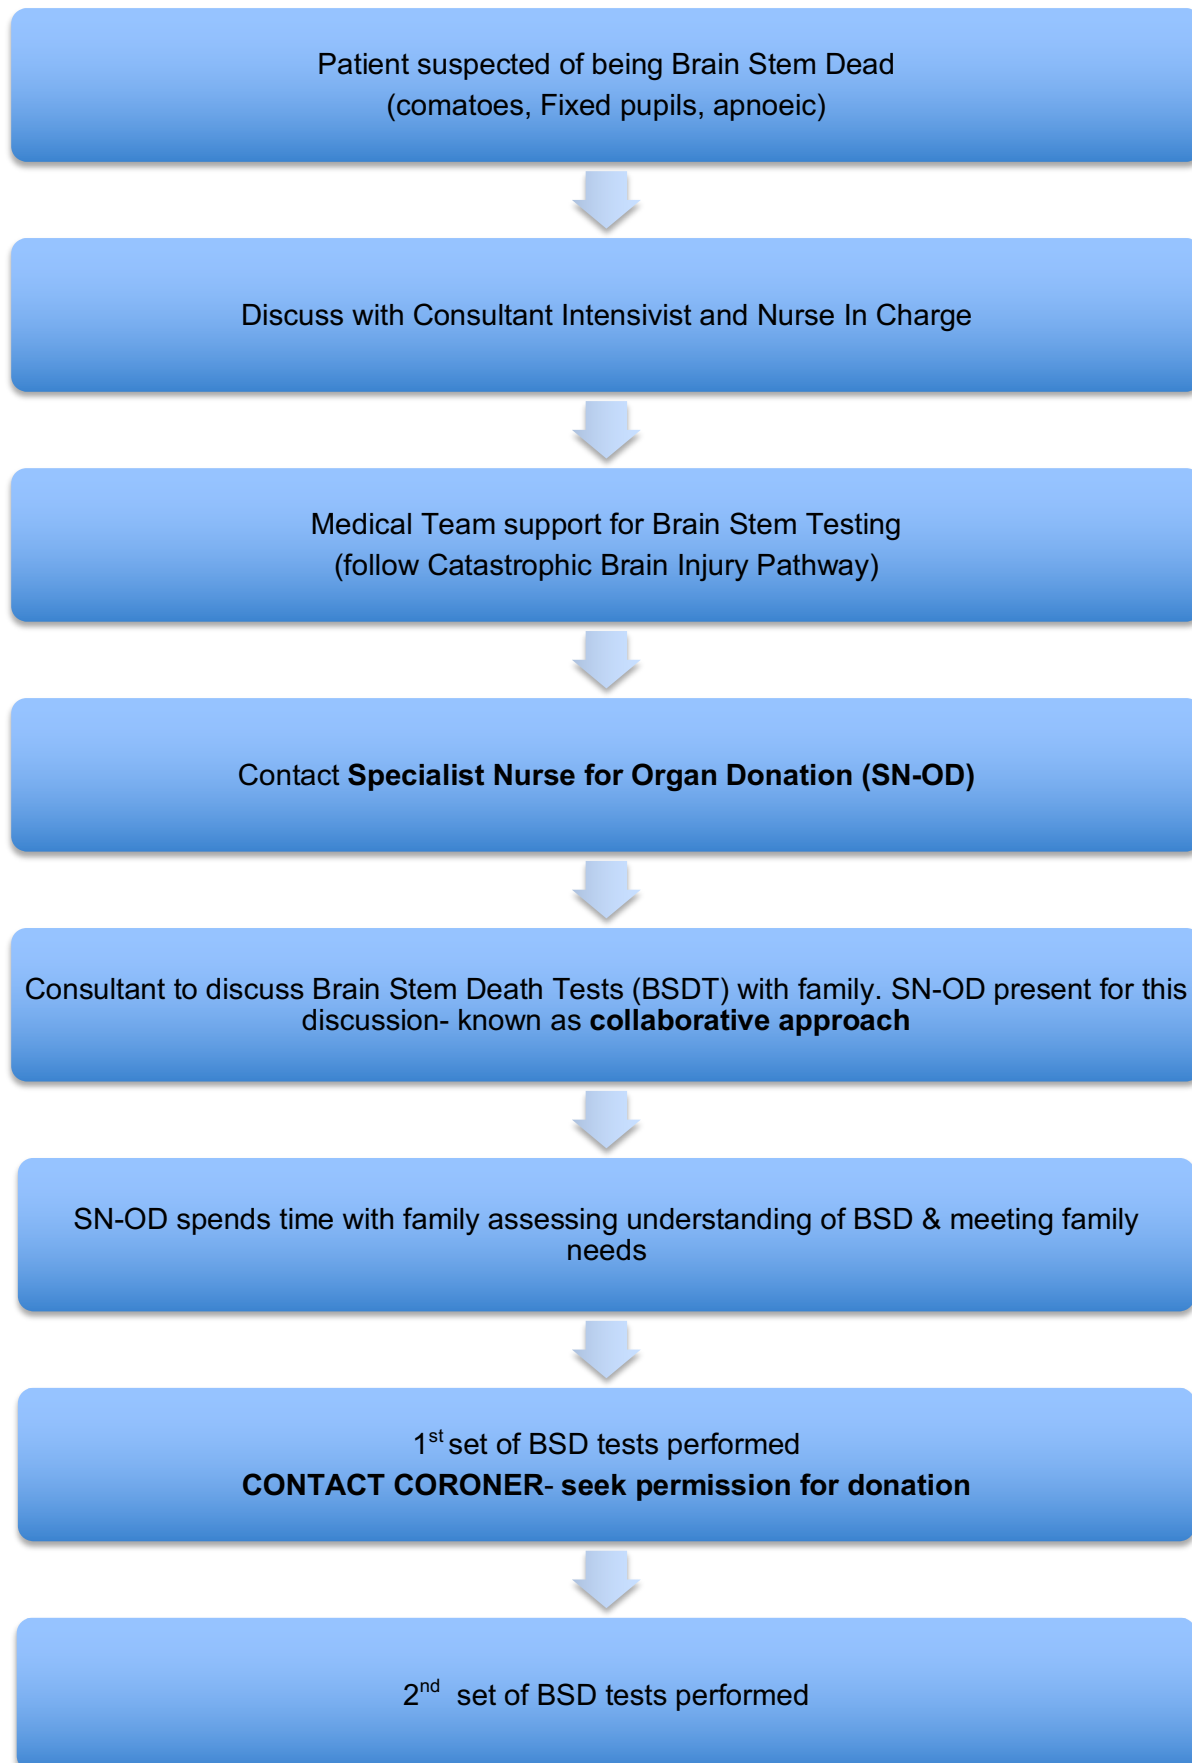 Patient suspected of being Brain Stem Dead
(comatoes, Fixed pupils, apnoeic)
Discuss with Consultant Intensivist and Nurse In Charge
Medical Team support for Brain Stem Testing
(follow Catastrophic Brain Injury Pathway)
Contact Specialist Nurse for Organ Donation (SN-OD)
Consultant to discuss Brain Stem Death Tests (BSDT) with family. SN-OD present for this
discussion- known as collaborative approach
SN-OD spends time with family assessing understanding of BSD & meeting family
needs
1st set of BSD tests performed
CONTACT CORONER- seek permission for donation
2nd set of BSD tests performed